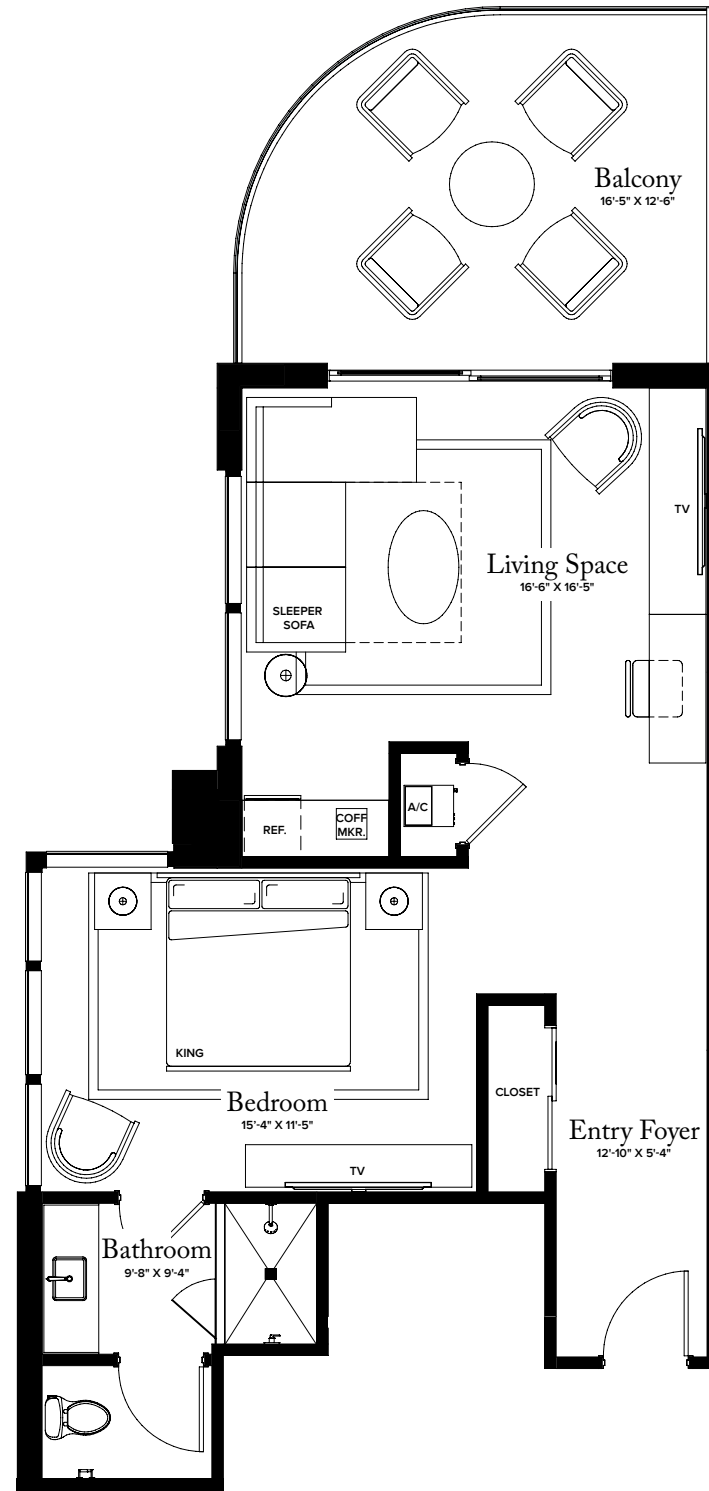 Balcony
16'-5" X 12'-6"
TV
Living Space
16'-6" X 16'-5"
SLEEPER
SOFA
A/C
REF.
COFF
MKR.
KING
CLOSET
Bedroom
15'-4" X 11'-5"
Entry Foyer
12'-10" X 5'-4"
TV
Bathroom
9'-8" X 9'-4"